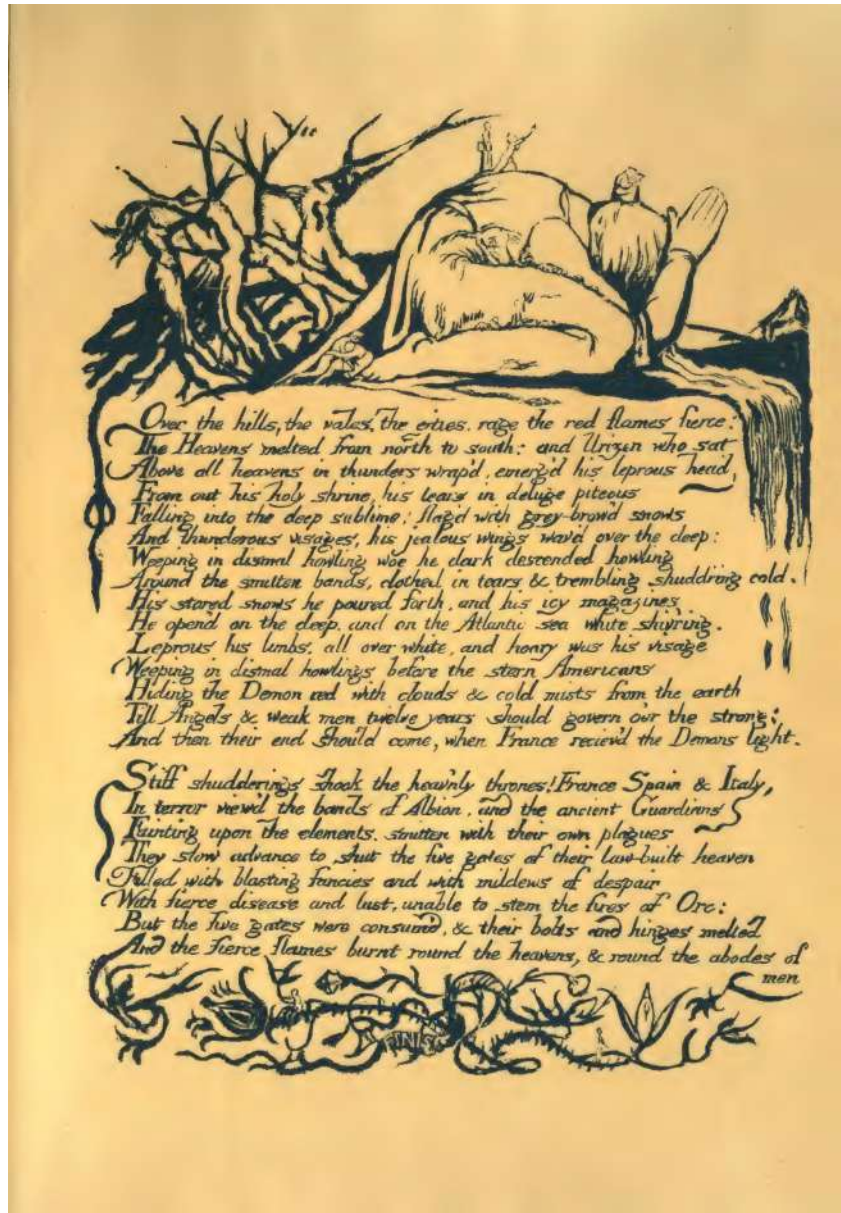 Over the hills, the vales, the cities, rage the red flames fierce:
The Heavens melted from north to south: and Urizen who sat
Above all heavens in thunders wrap'd, emerg'd his leprous head,
From out his holy shrine, his tears in deluge piteous
Falling into the deep sublime: flag'd with grey-brow'd snows
And thunderous visages, his jealous wings wav'd over the deep:
Weeping in dismal howling woe he dark descended howling
Around the smitten bands, clothed in tears & trembling shuddring cold.
His stored snows he poured forth, and his icy magazines
He open'd on the deep, and on the Atlantic sea white shivring.
Leprous his limbs, all over white, and hoary was his visage
Weeping in dismal howlings before the stern Americans
Hiding the Demon red with clouds & cold mists from the earth
Till Angels & weak men twelve years should govern o'er the strong:
And then their end should come, when France reciev'd the Demons light.
Stiff shudderings shook the heav'nly thrones! France Spain & Italy,
In terror view'd the bands of Albion, and the ancient Guardians
Fainting upon the elements, smitten with their own plagues
They slow advance to shut the five gates of their law-built heaven
Filled with blasting fancies and with mildews of despair
With fierce disease and lust, unable to stem the fires of Orc:
But the five gates were consum'd, & their bolts and hinges melted
And the fierce flames burnt round the heavens, & round the abodes of
men
FINIS